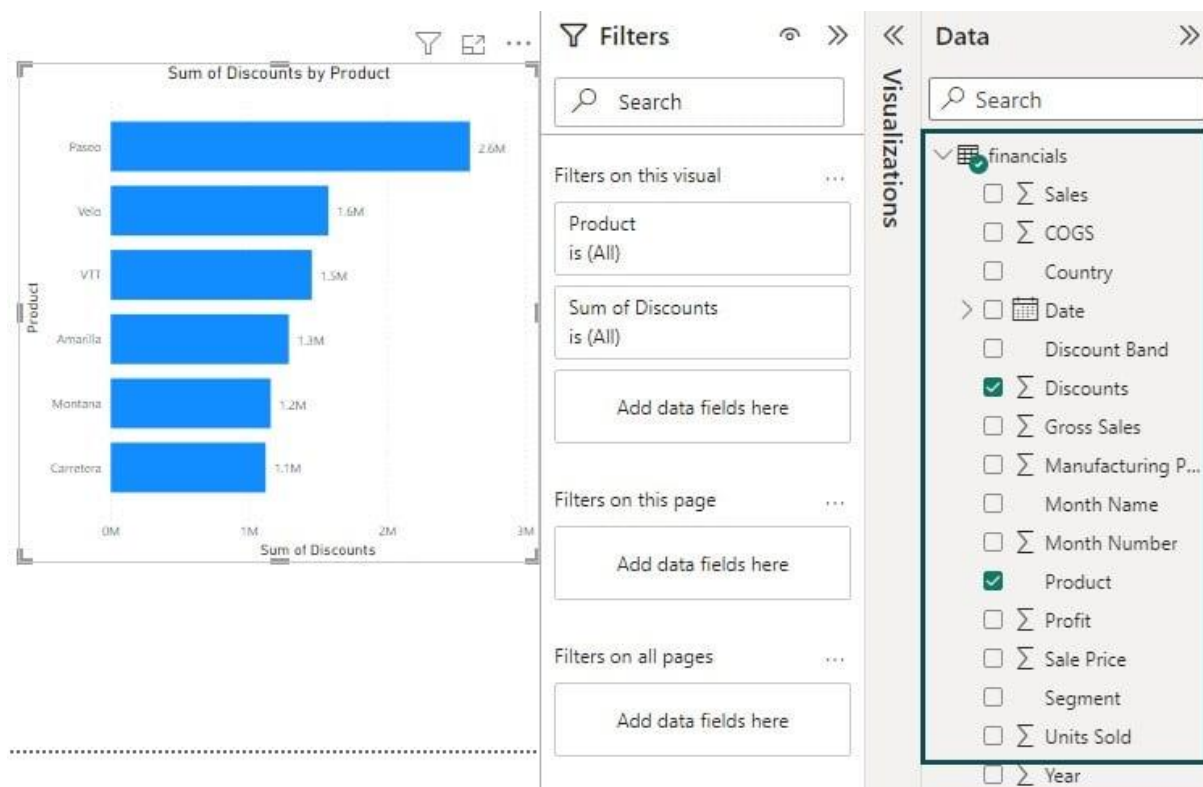 Sum of Discounts by Product
Product
Paseo
2.6M
Velo
1.6M
VTT
1.5M
Amarilla
1.3M
Montana
1.2M
Carretera
1.1M
0M 1M 2M 3M
Sum of Discounts
Filters
Search
Filters on this visual ...
Product
is (All)
Sum of Discounts
is (All)
Add data fields here
Filters on this page ...
Add data fields here
Filters on all pages ...
Add data fields here
Visualizations
Data
Search
financials
Σ Sales
Σ COGS
Country
Date
Discount Band
Σ Discounts
Σ Gross Sales
Σ Manufacturing P...
Month Name
Σ Month Number
Product
Σ Profit
Σ Sale Price
Segment
Σ Units Sold
Σ Year